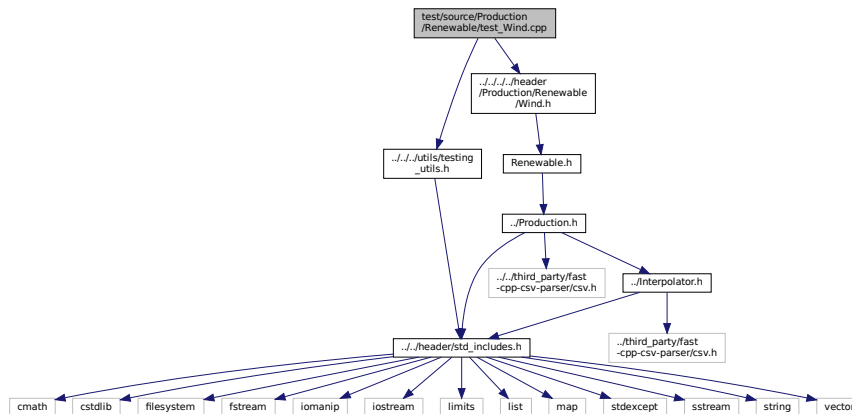 test/source/Production
/Renewable/test_Wind.cpp
../../../../header
/Production/Renewable
/Wind.h
../../../utils/testing
_utils.h
Renewable.h
../Production.h
../../third_party/fast
-cpp-csv-parser/csv.h
../Interpolator.h
../../header/std_includes.h
../third_party/fast
-cpp-csv-parser/csv.h
cmath
cstdlib
filesystem
fstream
iomanip
iostream
limits
list
map
stdexcept
sstream
string
vector